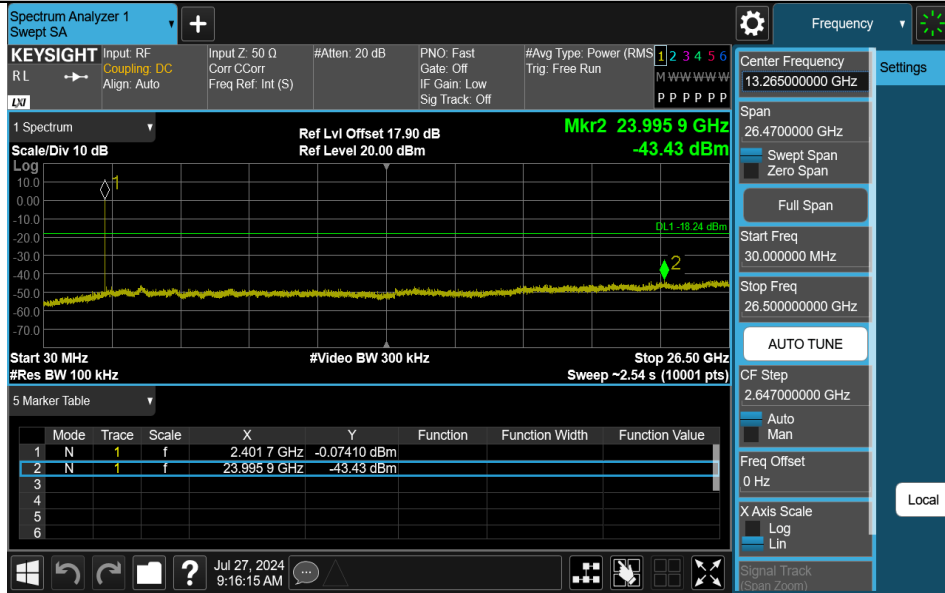 Spectrum Analyzer 1
Swept SA
Frequency
KEYSIGHT
RL
LXI
Input: RF
Coupling: DC
Align: Auto
Input Z: 50 Ω
Corr CCorr
Freq Ref: Int (S)
#Atten: 20 dB
PNO: Fast
Gate: Off
IF Gain: Low
Sig Track: Off
#Avg Type: Power (RMS
Trig: Free Run
1 2 3 4 5 6
M W W W W W
P P P P P P
Center Frequency
13.265000000 GHz
Settings
1 Spectrum
Scale/Div 10 dB
Ref Lvl Offset 17.90 dB
Ref Level 20.00 dBm
Mkr2 23.995 9 GHz
-43.43 dBm
Log
10.0
0.00
-10.0
-20.0
-30.0
-40.0
-50.0
-60.0
-70.0
1
DL1 -18.24 dBm
2
Start 30 MHz
#Video BW 300 kHz
Stop 26.50 GHz
#Res BW 100 kHz
Sweep ~2.54 s (10001 pts)
Span
26.4700000 GHz
Swept Span
Zero Span
Full Span
Start Freq
30.000000 MHz
Stop Freq
26.500000000 GHz
AUTO TUNE
CF Step
2.647000000 GHz
Auto
Man
Freq Offset
0 Hz
X Axis Scale
Log
Lin
Signal Track
(Span Zoom)
Local
5 Marker Table
Mode Trace Scale X Y Function Function Width Function Value
1 N 1 f 2.401 7 GHz -0.07410 dBm
2 N 1 f 23.995 9 GHz -43.43 dBm
3
4
5
6
?
Jul 27, 2024
9:16:15 AM